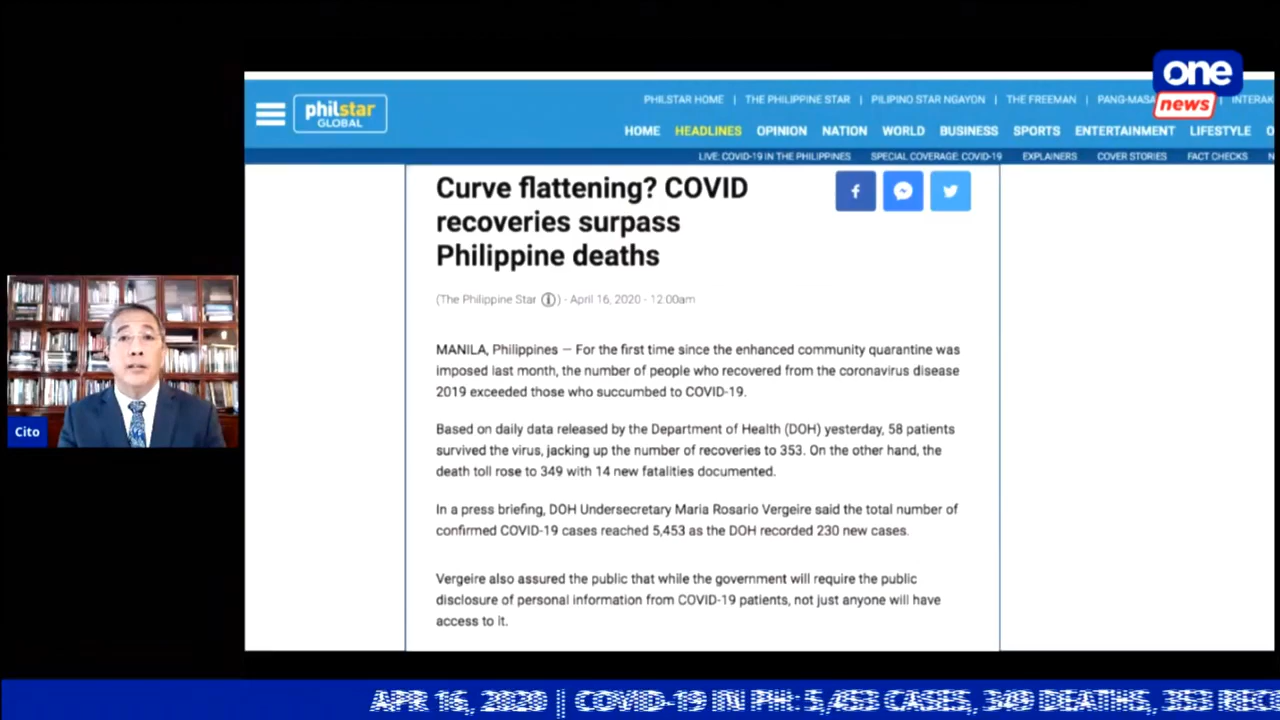 one
news
philstar
GLOBAL
PHILSTAR HOME | THE PHILIPPINE STAR | PILIPINO STAR NGAYON | THE FREEMAN |
HOME HEADLINES OPINION NATION WORLD BUSINESS SPORTS ENTERTAINMENT LIFESTYLE
LIVE: COVID-19 IN THE PHILIPPINES SPECIAL COVERAGE: COVID-19 EXPLAINERS COVER STORIES FACT CHECKS
Curve flattening? COVID
recoveries surpass
Philippine deaths
(The Philippine Star ) - April 16, 2020 - 12:00am
MANILA, Philippines — For the first time since the enhanced community quarantine was
imposed last month, the number of people who recovered from the coronavirus disease
2019 exceeded those who succumbed to COVID-19.
Based on daily data released by the Department of Health (DOH) yesterday, 58 patients
survived the virus, jacking up the number of recoveries to 353. On the other hand, the
death toll rose to 349 with 14 new fatalities documented.
In a press briefing, DOH Undersecretary Maria Rosario Vergeire said the total number of
confirmed COVID-19 cases reached 5,453 as the DOH recorded 230 new cases.
Vergeire also assured the public that while the government will require the public
disclosure of personal information from COVID-19 patients, not just anyone will have
access to it.
Cito
APR 16, 2020 || COVID-19 IN PH: 5,453 CASES, 349 DEATHS, 353